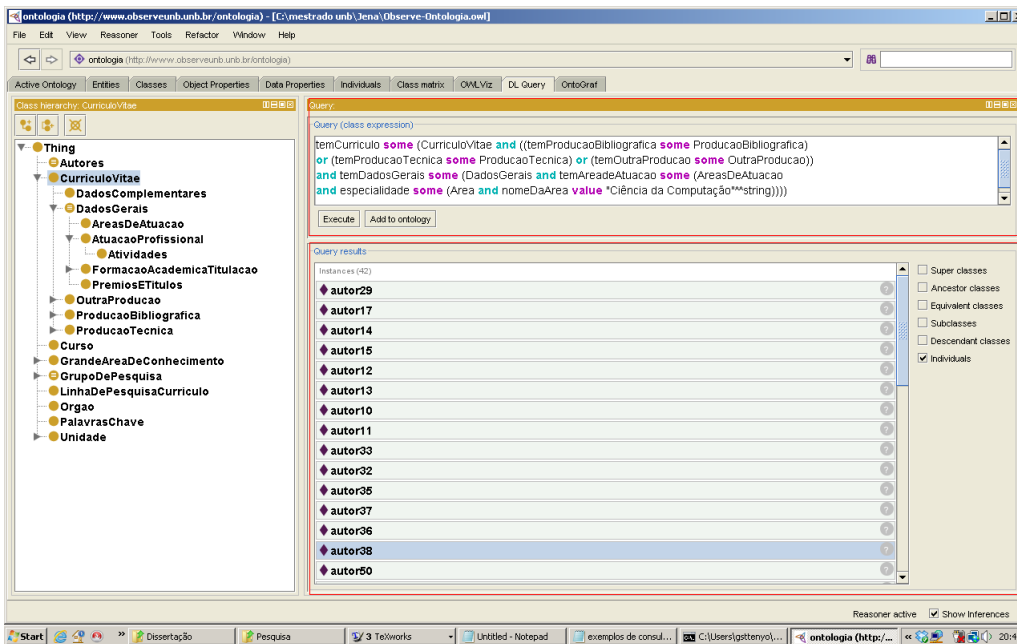 ontologia (http://www.observeunb.unb.br/ontologia) - [C:\mestrado unb\Jena\Observe-Ontologia.owl]
File Edit View Reasoner Tools Refactor Window Help
ontologia (http://www.observeunb.unb.br/ontologia)
Active Ontology Entities Classes Object Properties Data Properties Individuals Class matrix OWLViz DL Query OntoGraf
Class hierarchy: CurriculoVitae
Thing
Autores
CurriculoVitae
DadosComplementares
DadosGerais
AreasDeAtuacao
AtuacaoProfissional
Atividades
FormacaoAcademicaTitulacao
PremiosETitulos
OutraProducao
ProducaoBibliografica
ProducaoTecnica
Curso
GrandeAreaDeConhecimento
GrupoDePesquisa
LinhaDePesquisaCurriculo
Orgao
PalavrasChave
Unidade
Query:
Query (class expression)
temCurriculo some (CurriculoVitae and ((temProducaoBibliografica some ProducaoBibliografica)
or (temProducaoTecnica some ProducaoTecnica) or (temOutraProducao some OutraProducao))
and temDadosGerais some (DadosGerais and temAreadeAtuacao some (AreasDeAtuacao
and especialidade some (Area and nomeDaArea value "Ciência da Computação"^^string))))
Execute Add to ontology
Query results
Instances (42)
autor29
autor17
autor14
autor15
autor12
autor13
autor10
autor11
autor33
autor32
autor35
autor37
autor36
autor38
autor50
Super classes
Ancestor classes
Equivalent classes
Subclasses
Descendant classes
Individuals
Reasoner active Show Inferences
Start » Dissertação Pesquisa 3 TeXworks Untitled - Notepad exemplos de consul... C:\Users\gsttenyo\... ontologia (http:/... « 20:4